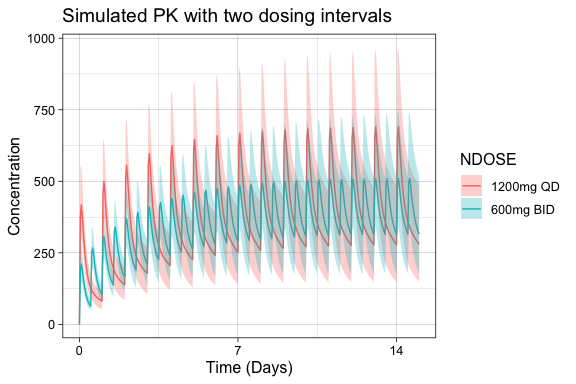 Simulated PK with two dosing intervals
Concentration
1000
750
500
250
0
0
7
14
Time (Days)
NDOSE
1200mg QD
600mg BID